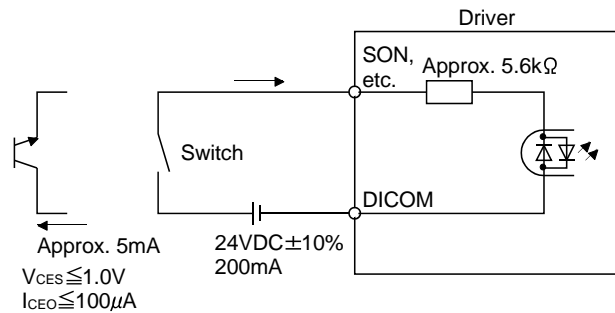 Driver
SON,
etc.
Approx. 5.6kΩ
Switch
DICOM
Approx. 5mA
24VDC±10%
200mA
VCES≦1.0V
ICEO≦100μA